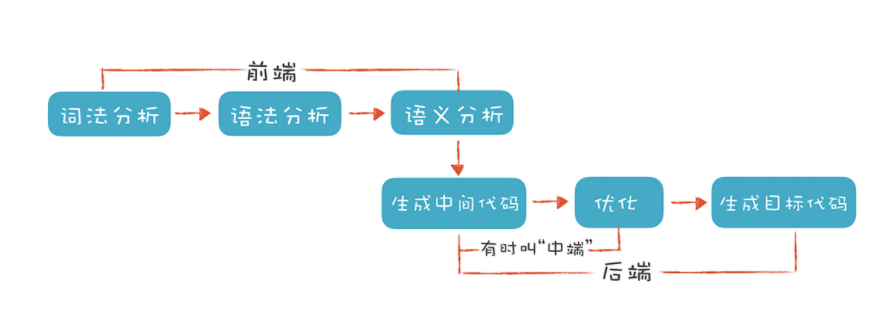 前端
词法分析
语法分析
语义分析
生成中间代码
优化
生成目标代码
有时叫“中端”
后端